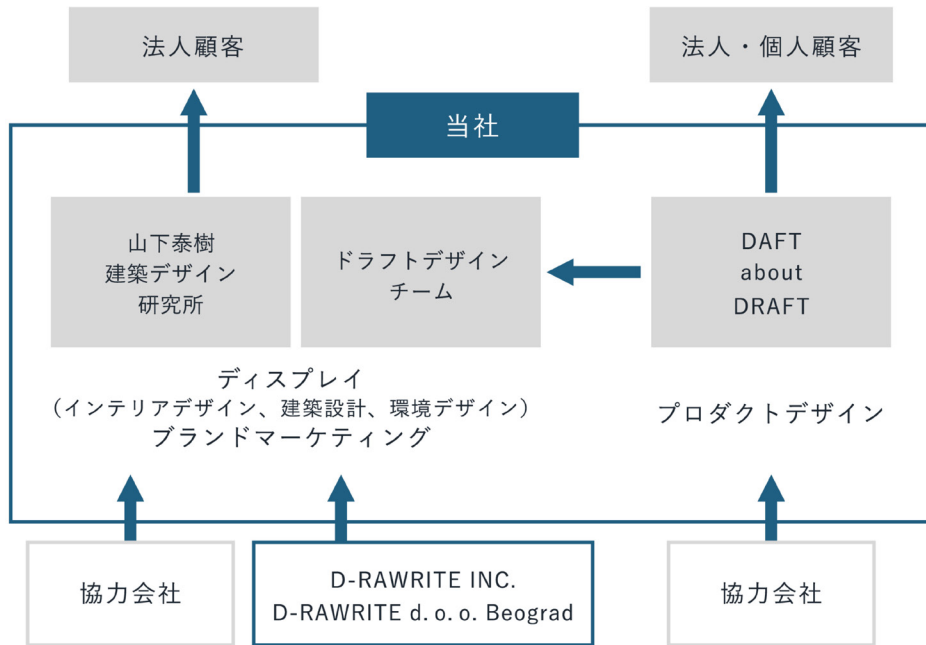 法人顧客
法人・個人顧客
当社
山下泰樹
建築デザイン
研究所
ドラフトデザイン
チーム
DAFT
about
DRAFT
ディスプレイ
（インテリアデザイン、建築設計、環境デザイン）
ブランドマーケティング
プロダクトデザイン
協力会社
D-RAWRITE INC.
D-RAWRITE d. o. o. Beograd
協力会社